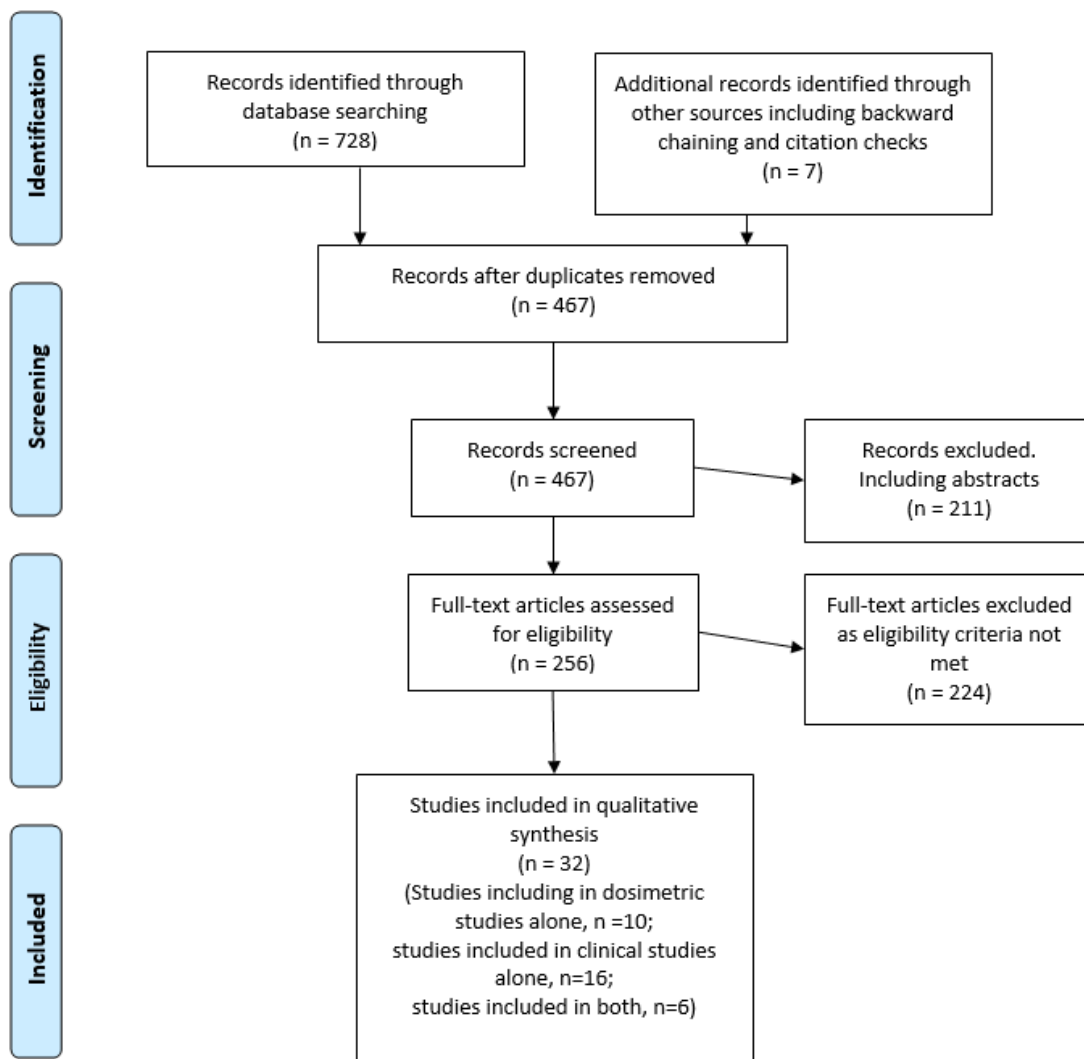 Identification
Records identified through
database searching
(n = 728)
Additional records identified through
other sources including backward
chaining and citation checks
(n = 7)
Records after duplicates removed
(n = 467)
Screening
Records screened
(n = 467)
Records excluded.
Including abstracts
(n = 211)
Eligibility
Full-text articles assessed
for eligibility
(n = 256)
Full-text articles excluded
as eligibility criteria not
met
(n = 224)
Included
Studies included in qualitative
synthesis
(n = 32)
(Studies including in dosimetric
studies alone, n =10;
studies included in clinical studies
alone, n=16;
studies included in both, n=6)